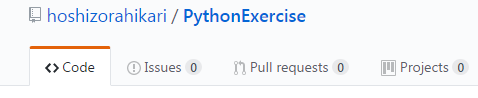 hoshizorahikari / PythonExercise
<> Code Issues 0 Pull requests 0 Projects 0